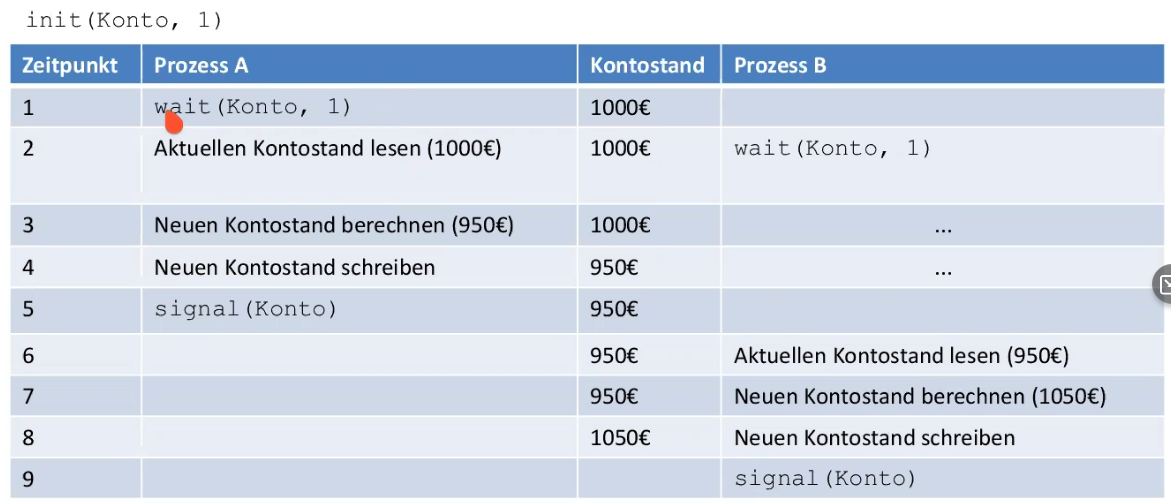 init(Konto, 1)
Zeitpunkt Prozess A Kontostand Prozess B
1 wait(Konto, 1) 1000€
2 Aktuellen Kontostand lesen (1000€) 1000€ wait(Konto, 1)
3 Neuen Kontostand berechnen (950€) 1000€ ...
4 Neuen Kontostand schreiben 950€ ...
5 signal(Konto) 950€
6 950€ Aktuellen Kontostand lesen (950€)
7 950€ Neuen Kontostand berechnen (1050€)
8 1050€ Neuen Kontostand schreiben
9 signal(Konto)